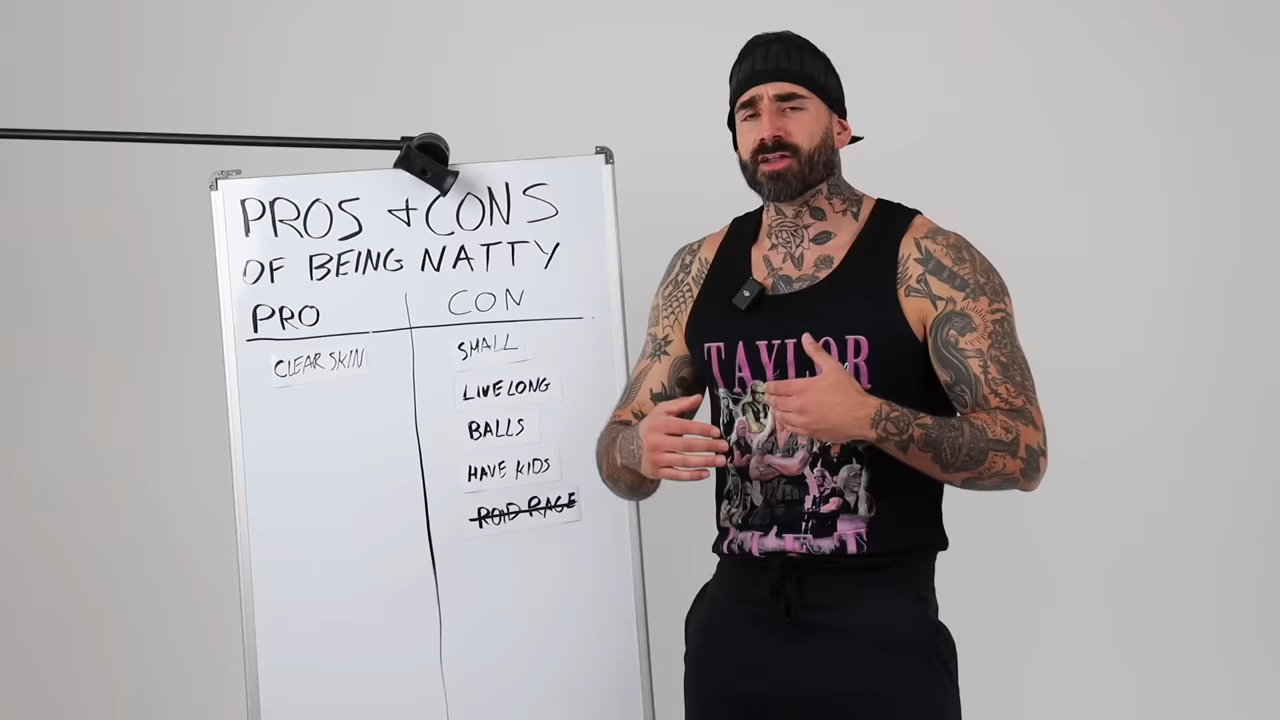 PROS + CONS
OF BEING NATTY
PRO CON
CLEAR SKIN
SMALL
LIVE LONG
BALLS
HAVE KIDS
ROID RAGE
TAYLOR